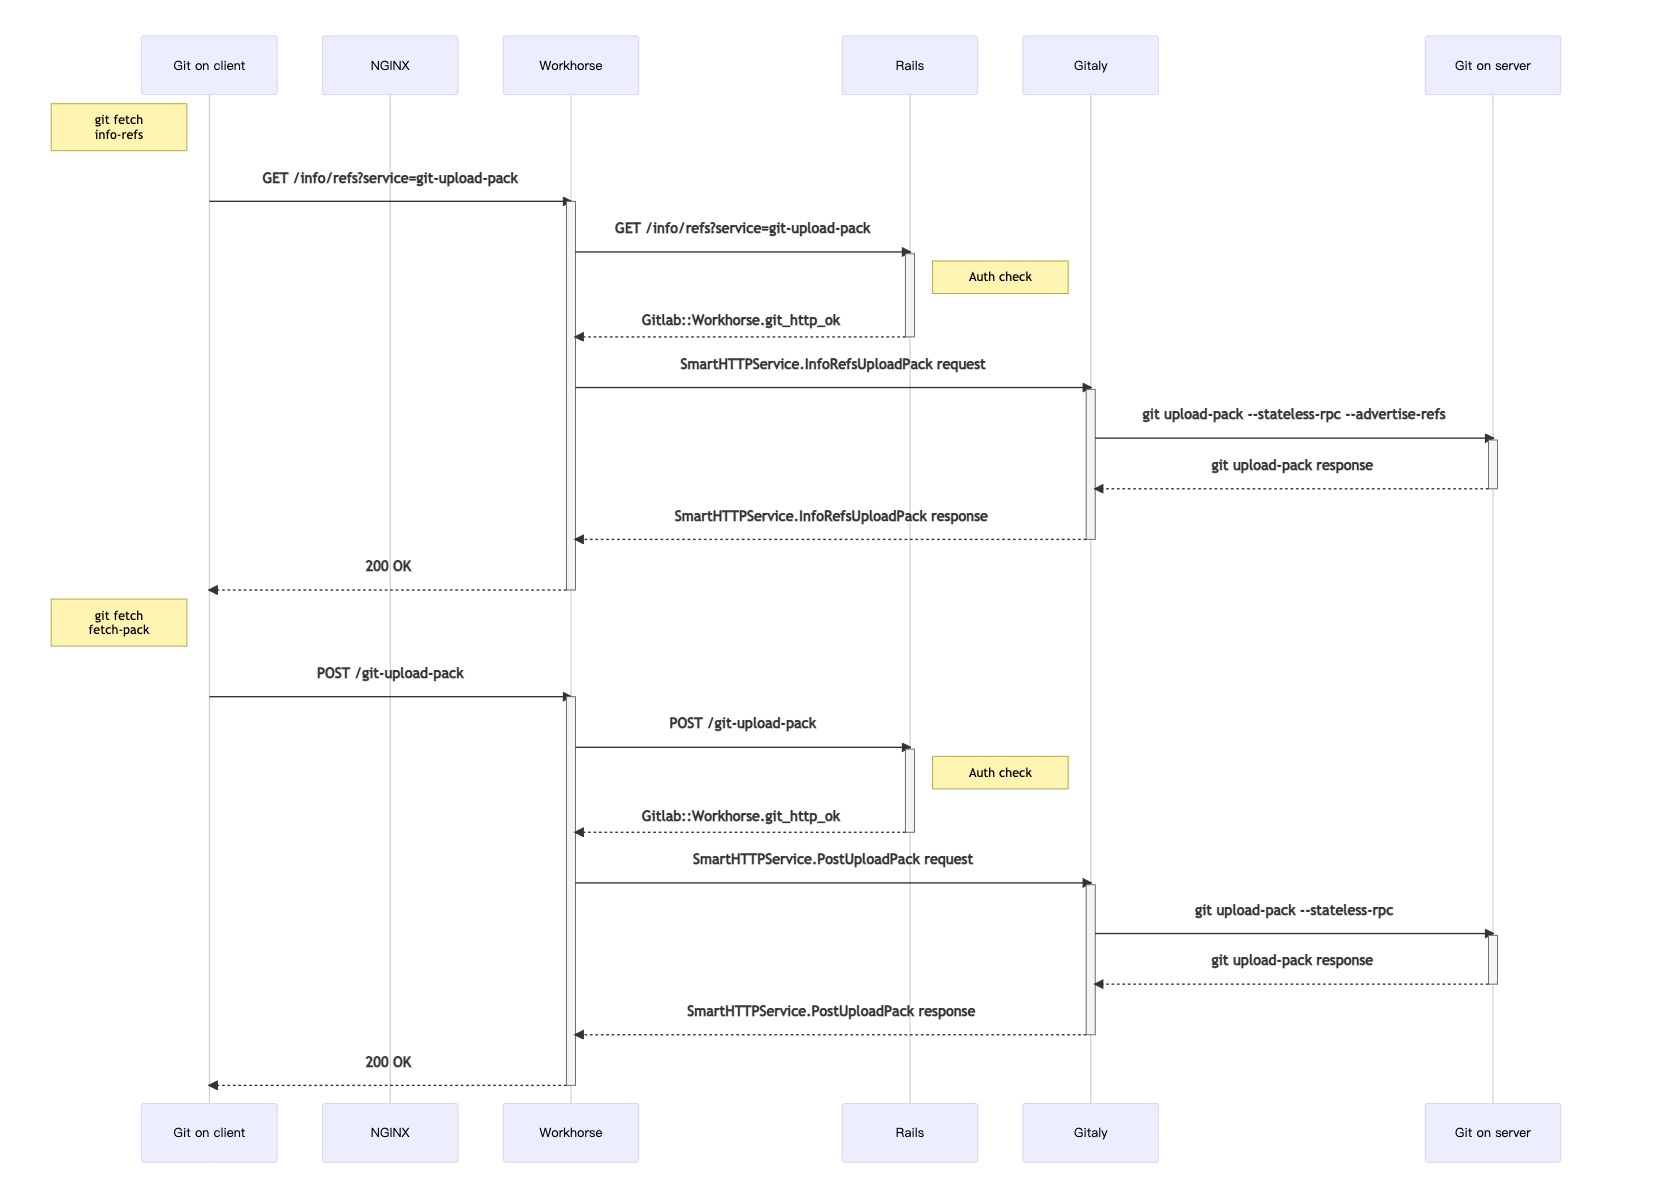 Git on client
NGINX
Workhorse
Rails
Gitaly
Git on server
git fetch
info-refs
GET /info/refs?service=git-upload-pack
GET /info/refs?service=git-upload-pack
Auth check
Gitlab::Workhorse.git_http_ok
SmartHTTPService.InfoRefsUploadPack request
git upload-pack --stateless-rpc --advertise-refs
git upload-pack response
SmartHTTPService.InfoRefsUploadPack response
200 OK
git fetch
fetch-pack
POST /git-upload-pack
POST /git-upload-pack
Auth check
Gitlab::Workhorse.git_http_ok
SmartHTTPService.PostUploadPack request
git upload-pack --stateless-rpc
git upload-pack response
SmartHTTPService.PostUploadPack response
200 OK
Git on client
NGINX
Workhorse
Rails
Gitaly
Git on server